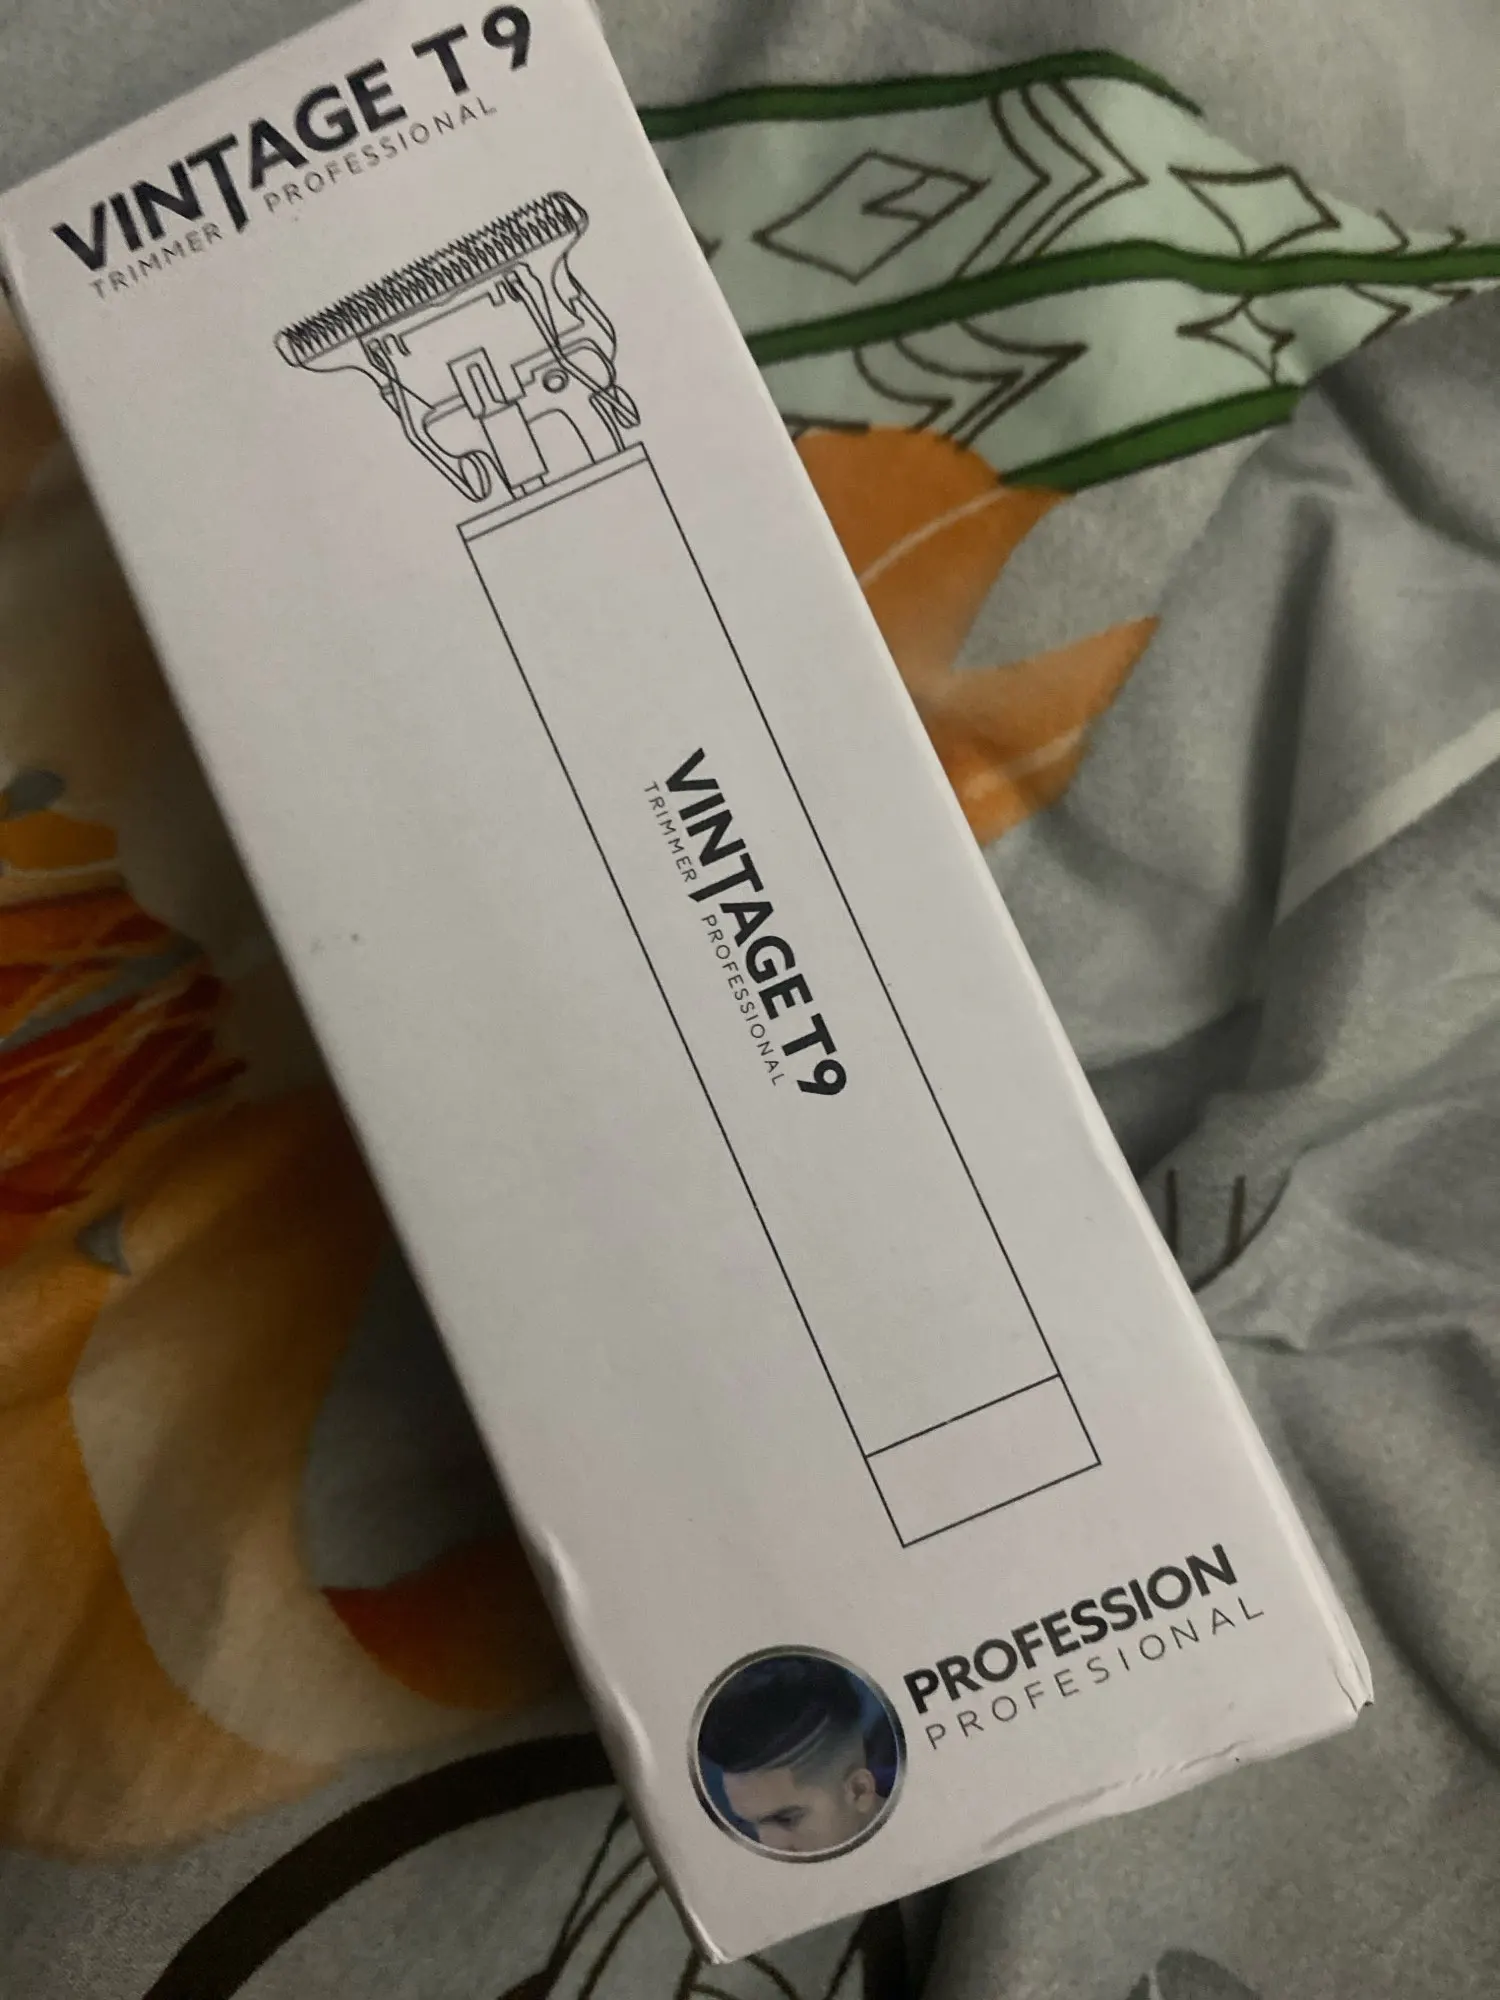 VINTAGE T9
TRIMMER PROFESSIONAL
VINTAGE T9
TRIMMER PROFESSIONAL
PROFESSION
PROFESIONAL